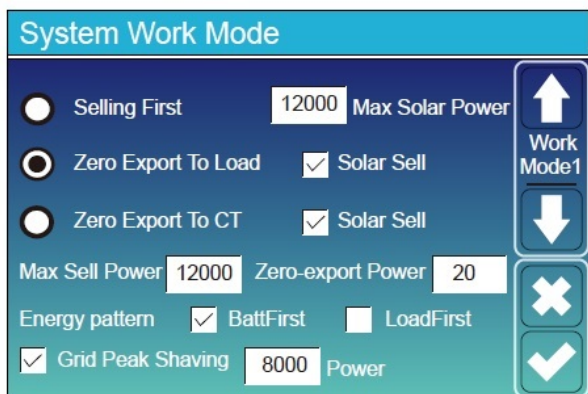 System Work Mode
Selling First 12000 Max Solar Power
Zero Export To Load Solar Sell
Work
Mode1
Zero Export To CT Solar Sell
Max Sell Power 12000 Zero-export Power 20
Energy pattern BattFirst LoadFirst
Grid Peak Shaving 8000 Power